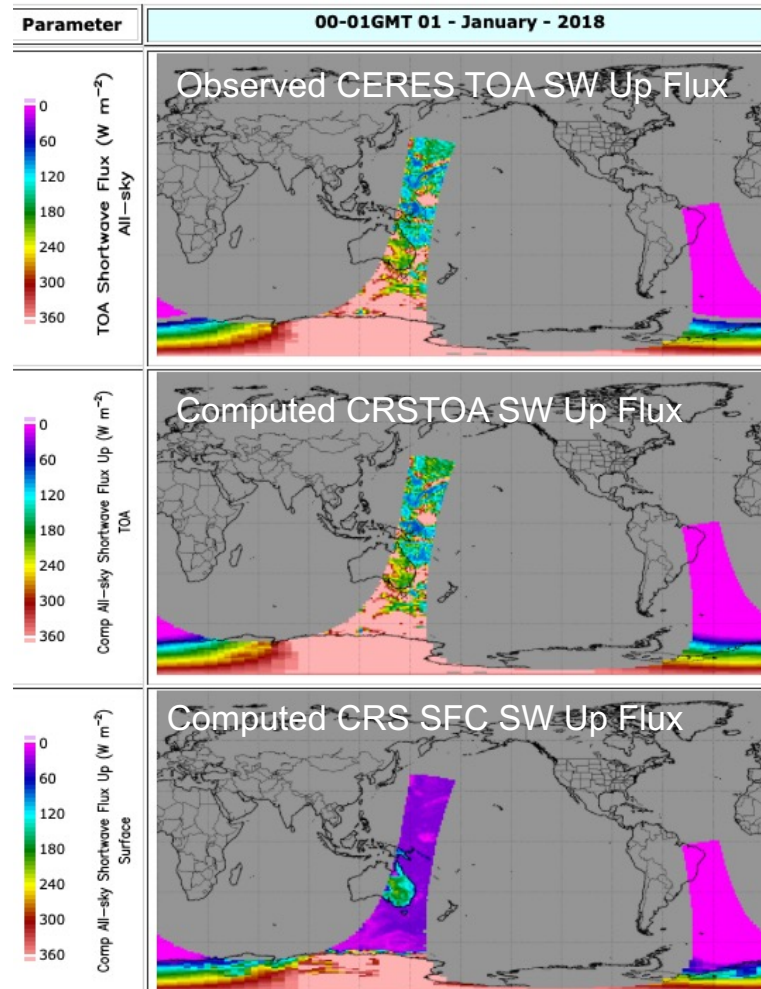 Parameter
00-01GMT 01 - January - 2018
Observed CERES TOA SW Up Flux
0
60
120
180
240
300
360
TOA Shortwave Flux (W m−2)
All−sky
Computed CRSTOA SW Up Flux
0
60
120
180
240
300
360
Comp All-sky Shortwave Flux Up (W m−2)
TOA
Computed CRS SFC SW Up Flux
0
60
120
180
240
300
360
Comp All-sky Shortwave Flux Up (W m−2)
Surface